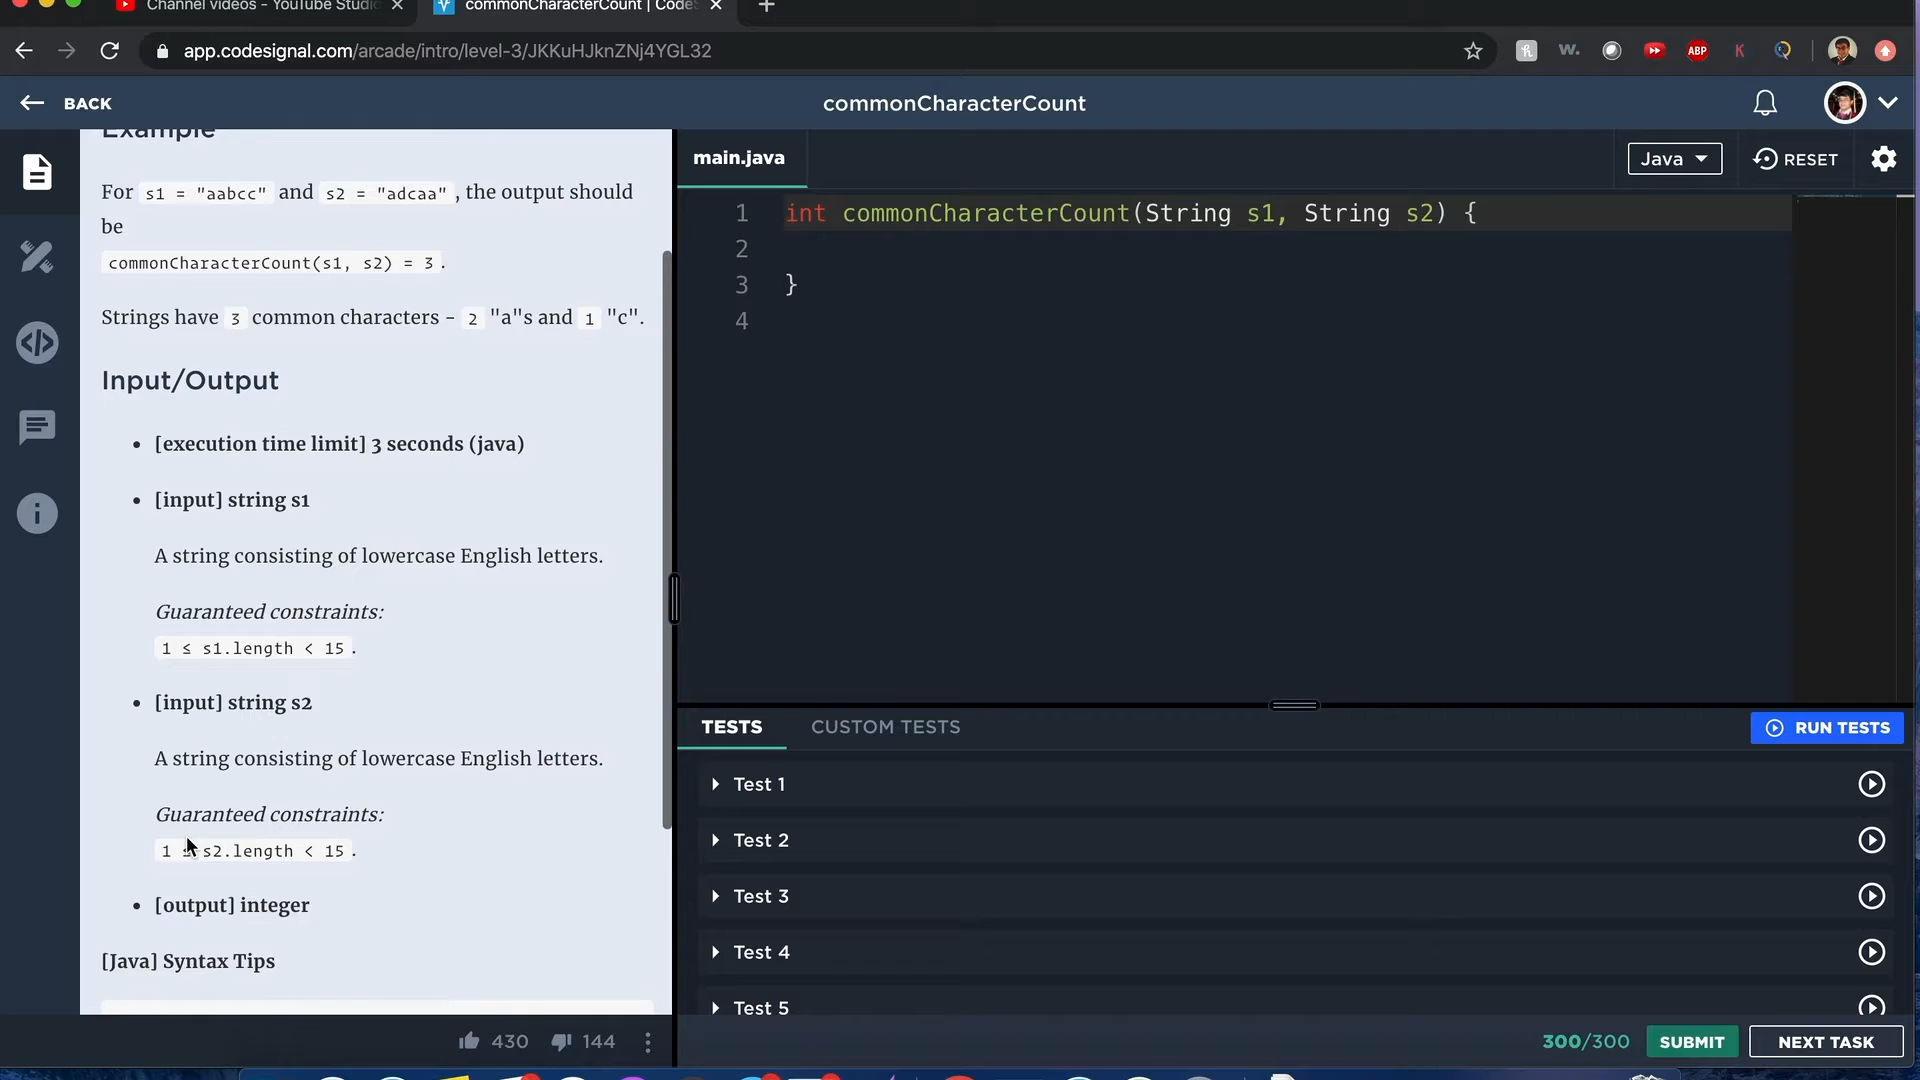 Channel videos - YouTube Studio
commonCharacterCount | CodeS
app.codesignal.com/arcade/intro/level-3/JKKuHJknZNj4YGL32
ABP
BACK
commonCharacterCount
Example
For s1 = "aabcc" and s2 = "adcaa", the output should
be
commonCharacterCount(s1, s2) = 3.
Strings have 3 common characters - 2 "a"s and 1 "c".
Input/Output
• [execution time limit] 3 seconds (java)
• [input] string s1
A string consisting of lowercase English letters.
Guaranteed constraints:
1 ≤ s1.length < 15.
• [input] string s2
A string consisting of lowercase English letters.
Guaranteed constraints:
1 ≤ s2.length < 15.
• [output] integer
[Java] Syntax Tips
430
144
main.java
Java
RESET
1 int commonCharacterCount(String s1, String s2) {
2
3 }
4
TESTS
CUSTOM TESTS
RUN TESTS
Test 1
Test 2
Test 3
Test 4
Test 5
300/300
SUBMIT
NEXT TASK